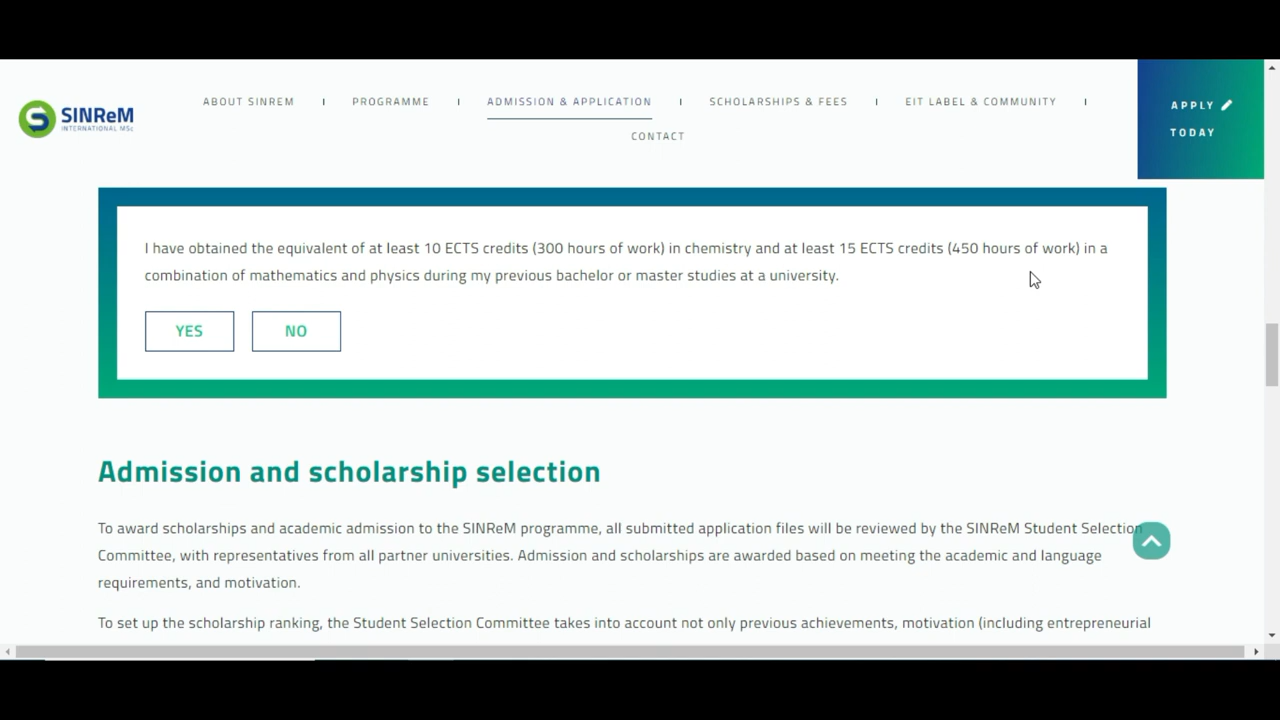 SINReM
INTERNATIONAL MSc
ABOUT SINREM
PROGRAMME
ADMISSION & APPLICATION
SCHOLARSHIPS & FEES
EIT LABEL & COMMUNITY
CONTACT
APPLY
TODAY
I have obtained the equivalent of at least 10 ECTS credits (300 hours of work) in chemistry and at least 15 ECTS credits (450 hours of work) in a
combination of mathematics and physics during my previous bachelor or master studies at a university.
YES
NO
Admission and scholarship selection
To award scholarships and academic admission to the SINReM programme, all submitted application files will be reviewed by the SINReM Student Selection
Committee, with representatives from all partner universities. Admission and scholarships are awarded based on meeting the academic and language
requirements, and motivation.
To set up the scholarship ranking, the Student Selection Committee takes into account not only previous achievements, motivation (including entrepreneurial